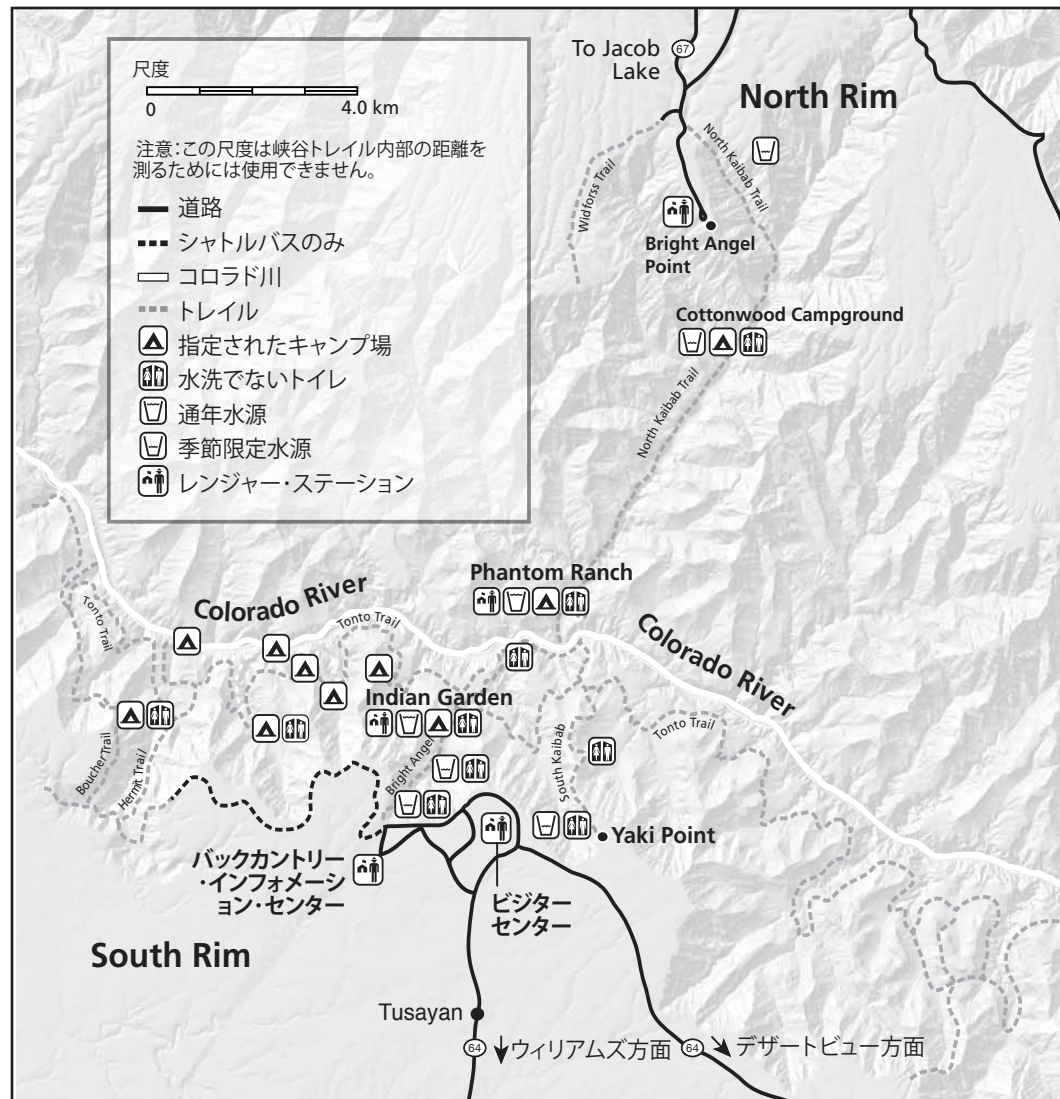 To Jacob
Lake
67
North Rim
尺度
0
4.0 km
注意：この尺度は峡谷トレイル内部の距離を
測るためには使用できません。
道路
シャトルバスのみ
コロラド川
トレイル
指定されたキャンプ場
水洗でないトイレ
通年水源
季節限定水源
レンジャー・ステーション
North Kaibab Trail
Widforss Trail
Bright Angel
Point
Cottonwood Campground
North Kaibab Trail
Phantom Ranch
Colorado River
Tonto Trail
Tonto Trail
Colorado River
Indian Garden
Tonto Trail
Boucher Trail
Hermit Trail
Bright Angel
South Kaibab
Yaki Point
バックカントリー
・インフォメーシ
ョン・センター
ビジター
センター
South Rim
Tusayan
64
ウィリアムズ方面
64
デザートビュー方面